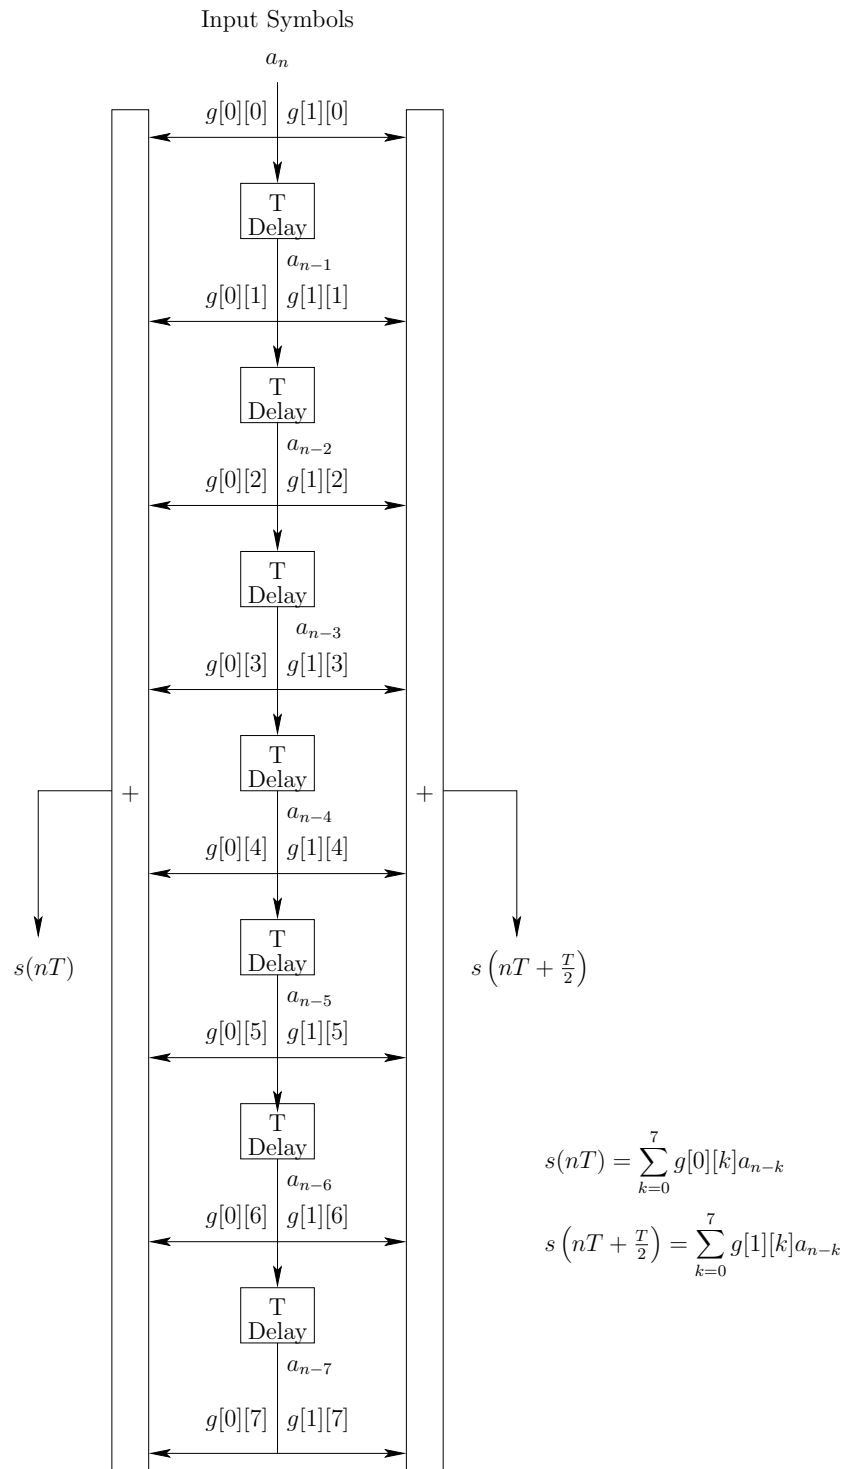 Input Symbols
a_n
g[0][0] g[1][0]
T
Delay
a_{n-1}
g[0][1] g[1][1]
T
Delay
a_{n-2}
g[0][2] g[1][2]
T
Delay
a_{n-3}
g[0][3] g[1][3]
T
Delay
+ +
a_{n-4}
g[0][4] g[1][4]
T
Delay
s(nT) s(nT + T/2)
a_{n-5}
g[0][5] g[1][5]
T
Delay
s(nT) = \sum_{k=0}^{7} g[0][k]a_{n-k}
a_{n-6}
g[0][6] g[1][6]
s(nT + T/2) = \sum_{k=0}^{7} g[1][k]a_{n-k}
T
Delay
a_{n-7}
g[0][7] g[1][7]